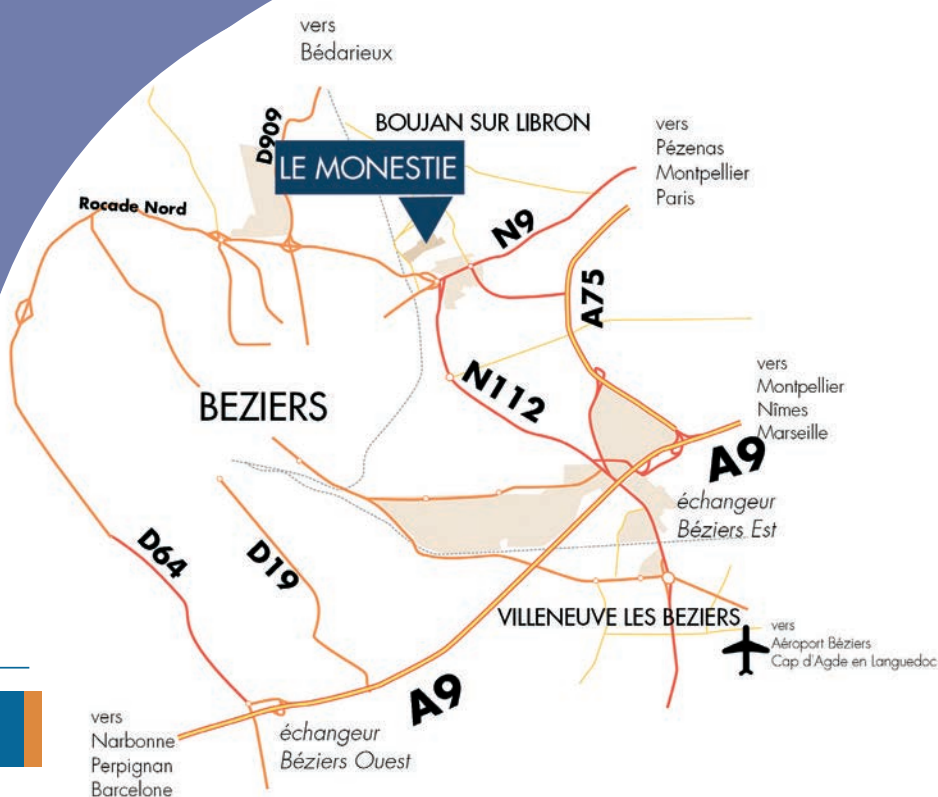 vers
Bédarieux
BOUJAN SUR LIBRON
D909
LE MONESTIE
vers
Pézenas
Montpellier
Paris
Rocade Nord
N9
A75
N112
BEZIERS
vers
Montpellier
Nîmes
Marseille
A9
échangeur
Béziers Est
D64
D19
VILLENEUVE LES BEZIERS
vers
Aéroport Béziers
Cap d'Agde en Languedoc
A9
vers
Narbonne
Perpignan
Barcelone
échangeur
Béziers Ouest